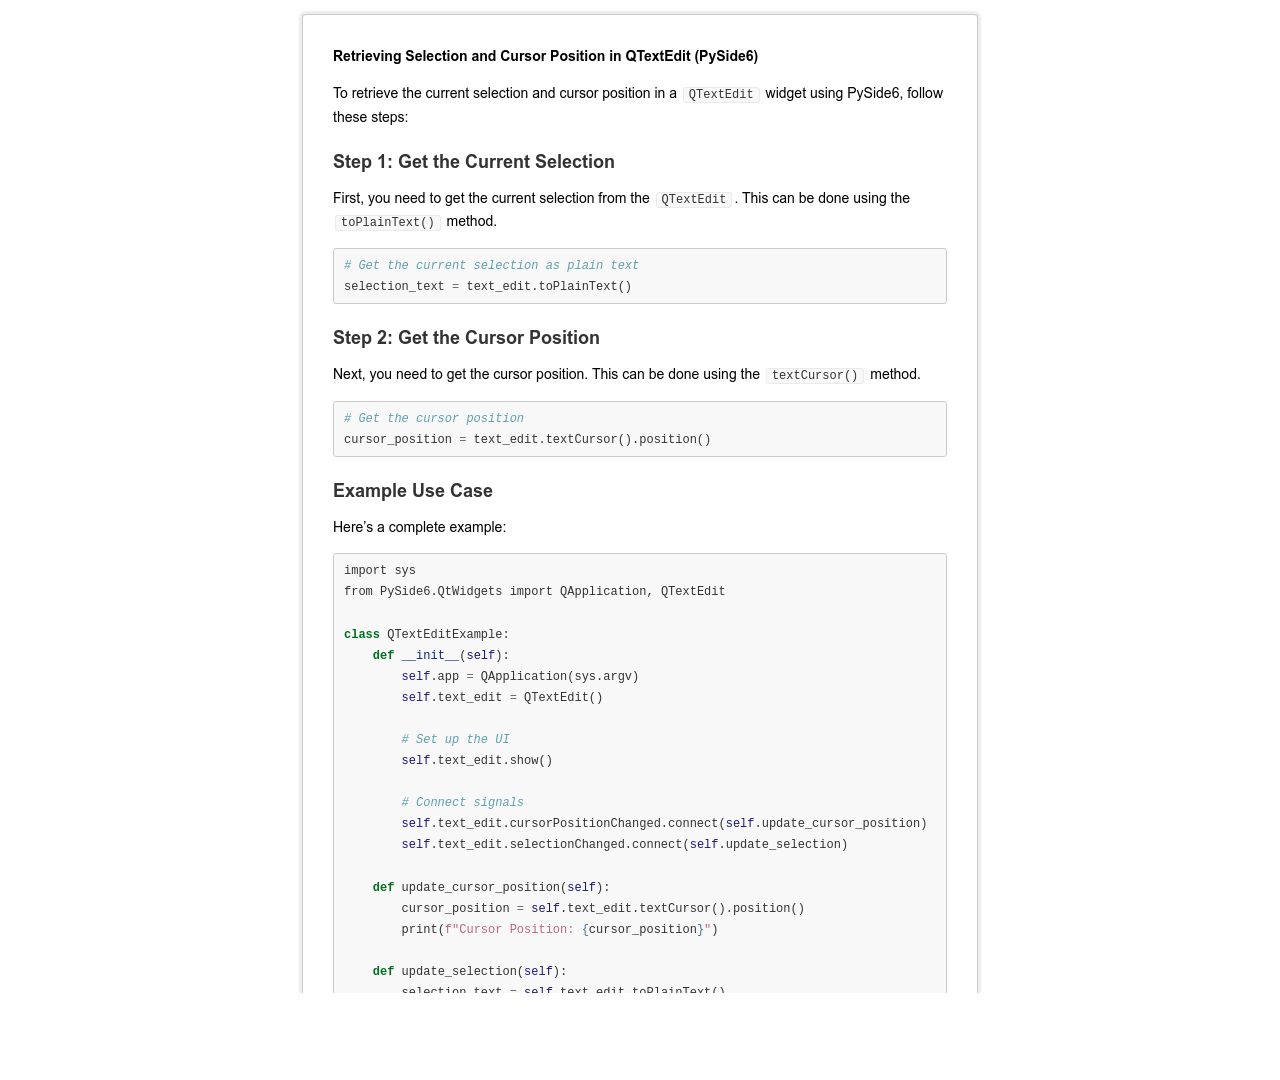 Retrieving Selection and Cursor Position in QTextEdit (PySide6)
To retrieve the current selection and cursor position in a QTextEdit widget using PySide6, follow
these steps:
Step 1: Get the Current Selection
First, you need to get the current selection from the QTextEdit. This can be done using the
toPlainText() method.
# Get the current selection as plain text
selection_text = text_edit.toPlainText()
Step 2: Get the Cursor Position
Next, you need to get the cursor position. This can be done using the textCursor() method.
# Get the cursor position
cursor_position = text_edit.textCursor().position()
Example Use Case
Here’s a complete example:
import sys
from PySide6.QtWidgets import QApplication, QTextEdit
class QTextEditExample:
    def __init__(self):
        self.app = QApplication(sys.argv)
        self.text_edit = QTextEdit()
        # Set up the UI
        self.text_edit.show()
        # Connect signals
        self.text_edit.cursorPositionChanged.connect(self.update_cursor_position)
        self.text_edit.selectionChanged.connect(self.update_selection)
    def update_cursor_position(self):
        cursor_position = self.text_edit.textCursor().position()
        print(f"Cursor Position: {cursor_position}")
    def update_selection(self):
        selection_text = self.text_edit.toPlainText()